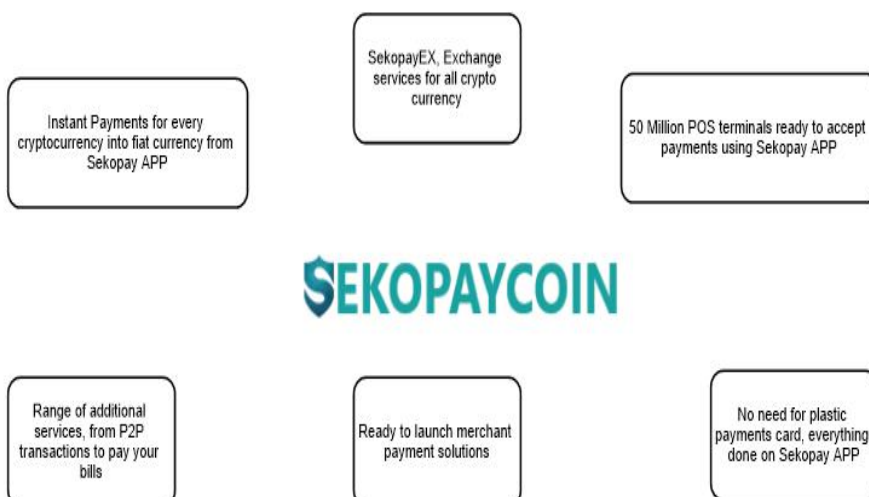 SekopayEX, Exchange
services for all crypto
currency
Instant Payments for every
cryptocurrency into fiat currency from
Sekopay APP
50 Million POS terminals ready to accept
payments using Sekopay APP
SEKOPAYCOIN
Range of additional
services, from P2P
transactions to pay your
bills
Ready to launch merchant
payment solutions
No need for plastic
payments card, everything
done on Sekopay APP